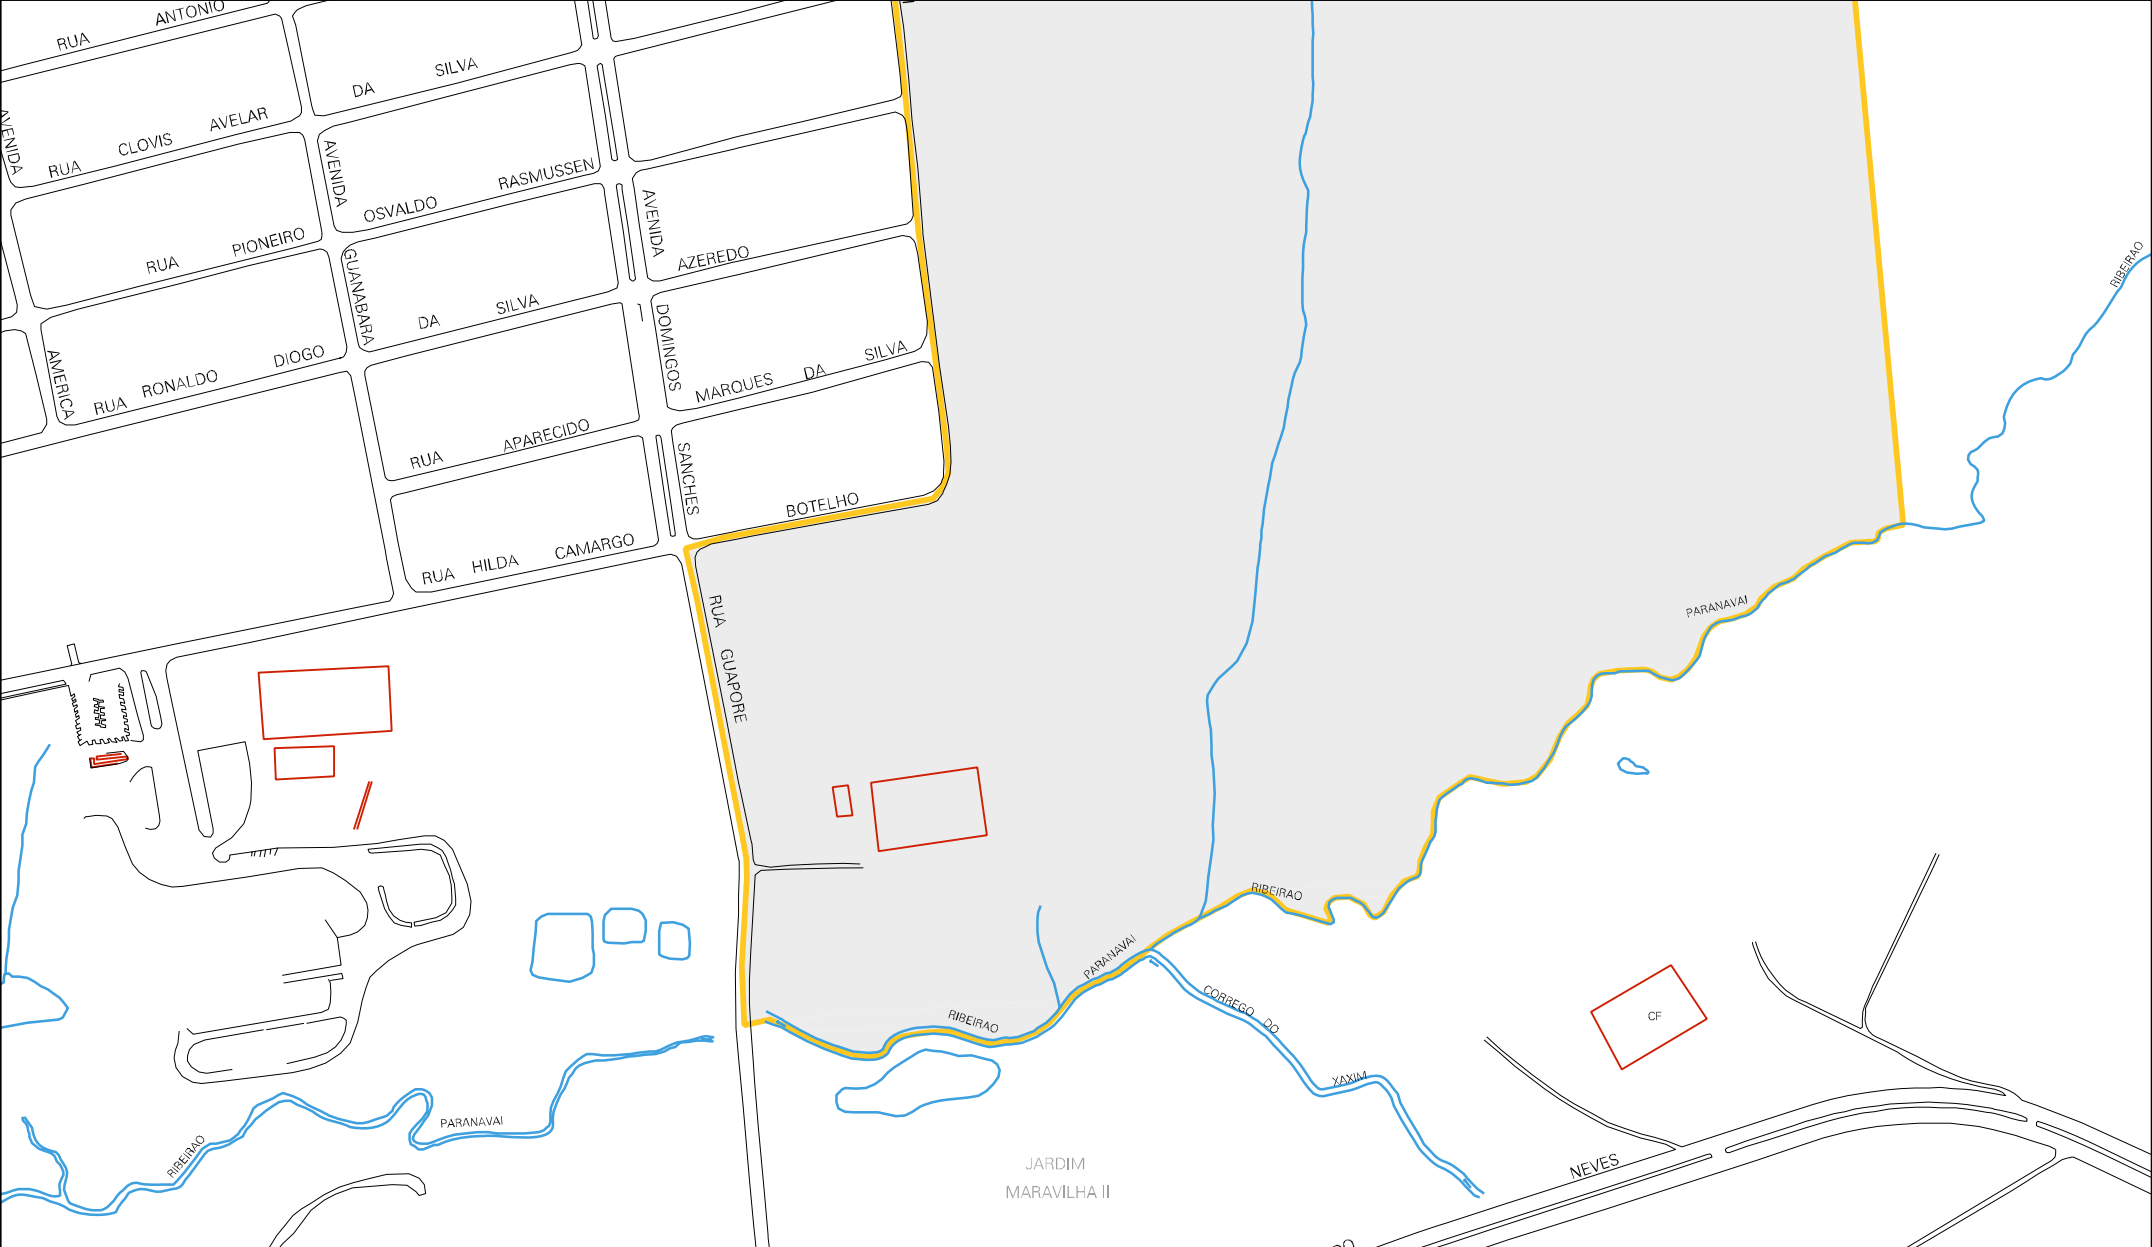 RUA ANTONIO
DA SILVA
RUA CLOVIS AVELAR
AVENIDA
AVENIDA
OSVALDO RASMUSSEN
AVENIDA
RUA PIONEIRO
GUANABARA
AZEREDO
RIBEIRAO
DA SILVA
DOMINGOS
AMERICA
RUA RONALDO DIOGO
MARQUES DA SILVA
RUA APARECIDO
SANCHES
BOTELHO
RUA HILDA CAMARGO
RUA GUAPORE
PARANAVAI
RIBEIRAO
PARANAVAI
RIBEIRAO
CORREGO DO
XAXIM
CF
PARANAVAI
RIBEIRAO
JARDIM
MARAVILHA II
NEVES